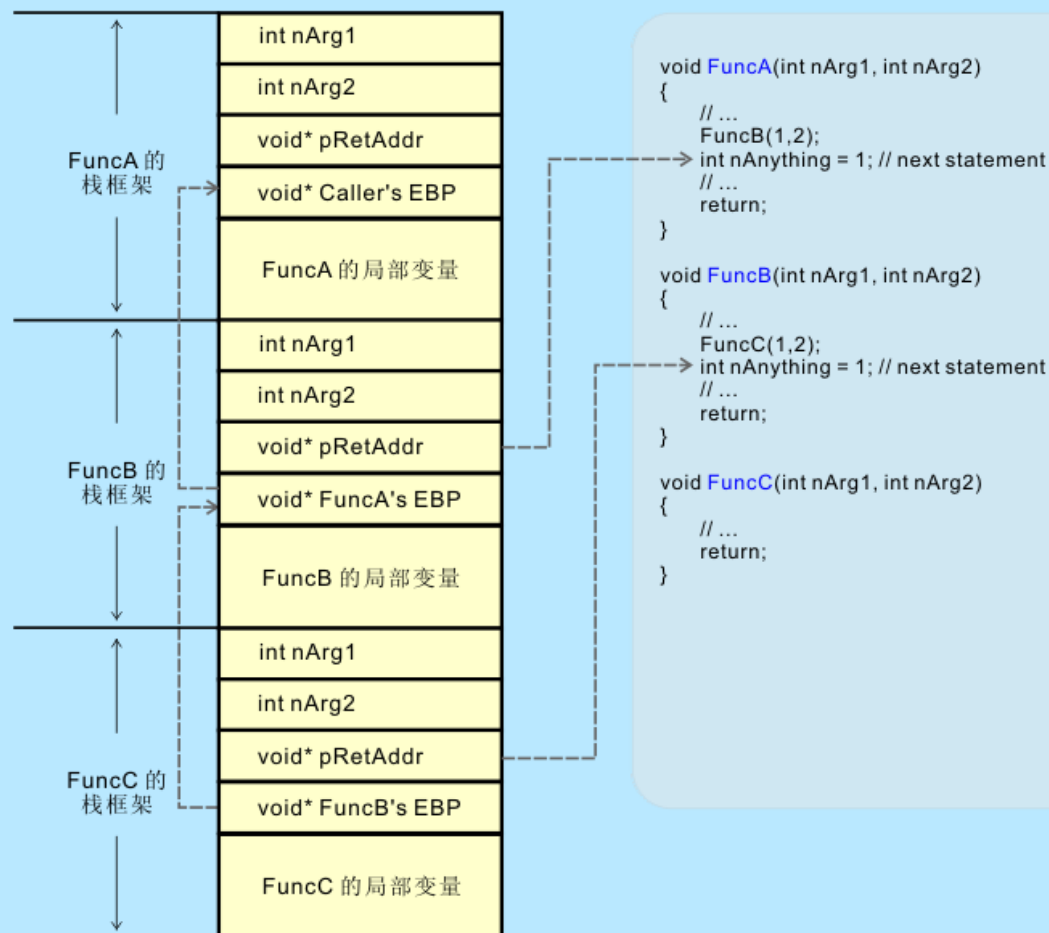 int nArg1
int nArg2
void* pRetAddr
void* Caller's EBP
FuncA 的局部变量
FuncA 的
栈框架
int nArg1
int nArg2
void* pRetAddr
void* FuncA's EBP
FuncB 的局部变量
FuncB 的
栈框架
int nArg1
int nArg2
void* pRetAddr
void* FuncB's EBP
FuncC 的局部变量
FuncC 的
栈框架
void FuncA(int nArg1, int nArg2)
{
// ...
FuncB(1,2);
int nAnything = 1; // next statement
// ...
return;
}
void FuncB(int nArg1, int nArg2)
{
// ...
FuncC(1,2);
int nAnything = 1; // next statement
// ...
return;
}
void FuncC(int nArg1, int nArg2)
{
// ...
return;
}